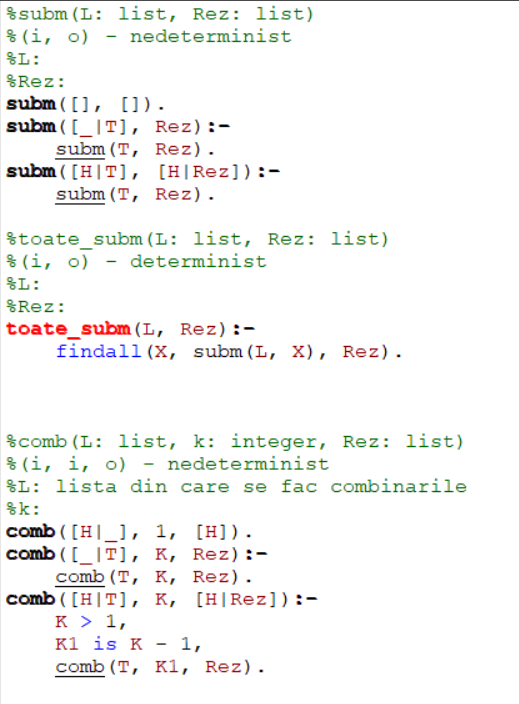 %subm(L: list, Rez: list)
%(i, o) - nedeterminist
%L:
%Rez:
subm([], []).
subm([_|T], Rez):-
    subm(T, Rez).
subm([H|T], [H|Rez]):-
    subm(T, Rez).
%toate_subm(L: list, Rez: list)
%(i, o) - determinist
%L:
%Rez:
toate_subm(L, Rez):-
    findall(X, subm(L, X), Rez).
%comb(L: list, k: integer, Rez: list)
%(i, i, o) - nedeterminist
%L: lista din care se fac combinarile
%k:
comb([H|_], 1, [H]).
comb([_|T], K, Rez):-
    comb(T, K, Rez).
comb([H|T], K, [H|Rez]):-
    K > 1,
    K1 is K - 1,
    comb(T, K1, Rez).